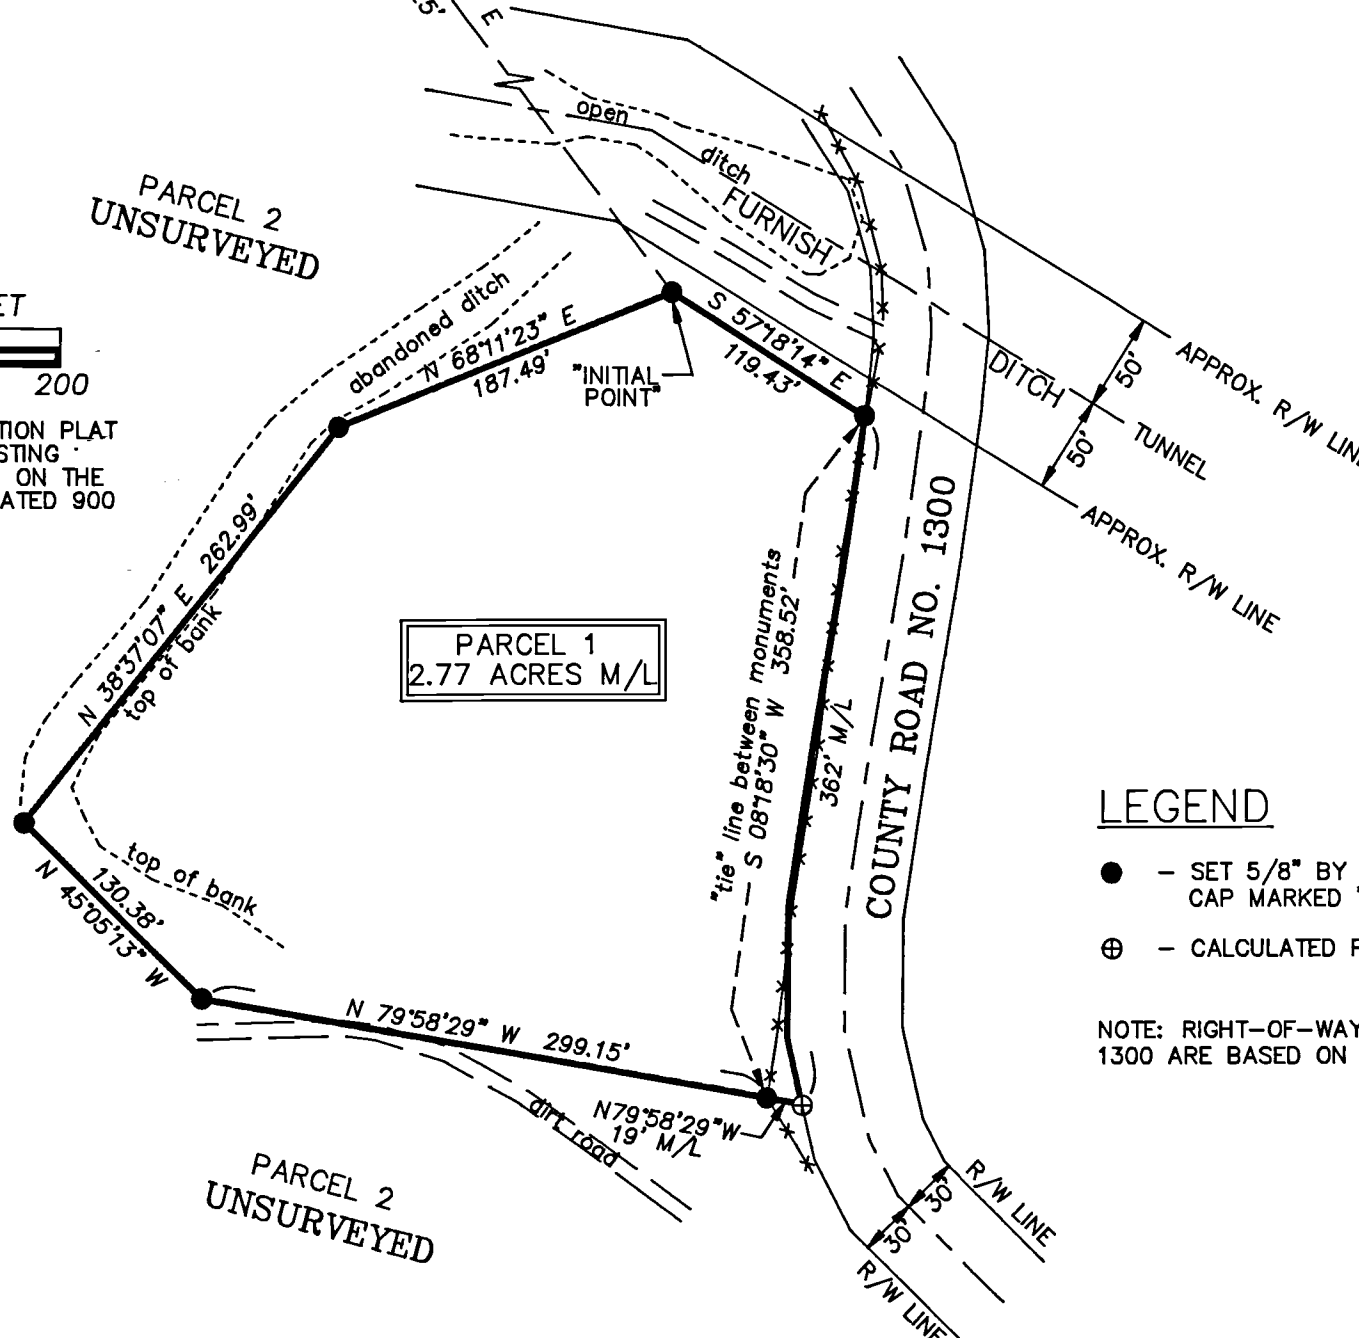 5'
E
open
ditch
FURNISH
PARCEL 2
UNSURVEYED
ET
200
TION PLAT
STING
ON THE
ATED 900
abandoned ditch
N 68°11'23" E
187.49'
S 57°18'14" E
119.43'
"INITIAL
POINT"
DITCH
TUNNEL
50'
50'
APPROX. R/W LINE
APPROX. R/W LINE
N 38°37'07" E 262.99'
top of bank
PARCEL 1
2.77 ACRES M/L
"tie" line between monuments
S 08°18'30" W 358.52'
362' M/L
COUNTY ROAD NO. 1300
top of bank
130.38'
N 45°05'13" W
N 79°58'29" W 299.15'
N79°58'29"W
19' M/L
dirt road
PARCEL 2
UNSURVEYED
30'
30'
R/W LINE
R/W LINE
LEGEND
– SET 5/8" BY
CAP MARKED "
– CALCULATED P
NOTE: RIGHT-OF-WAY
1300 ARE BASED ON